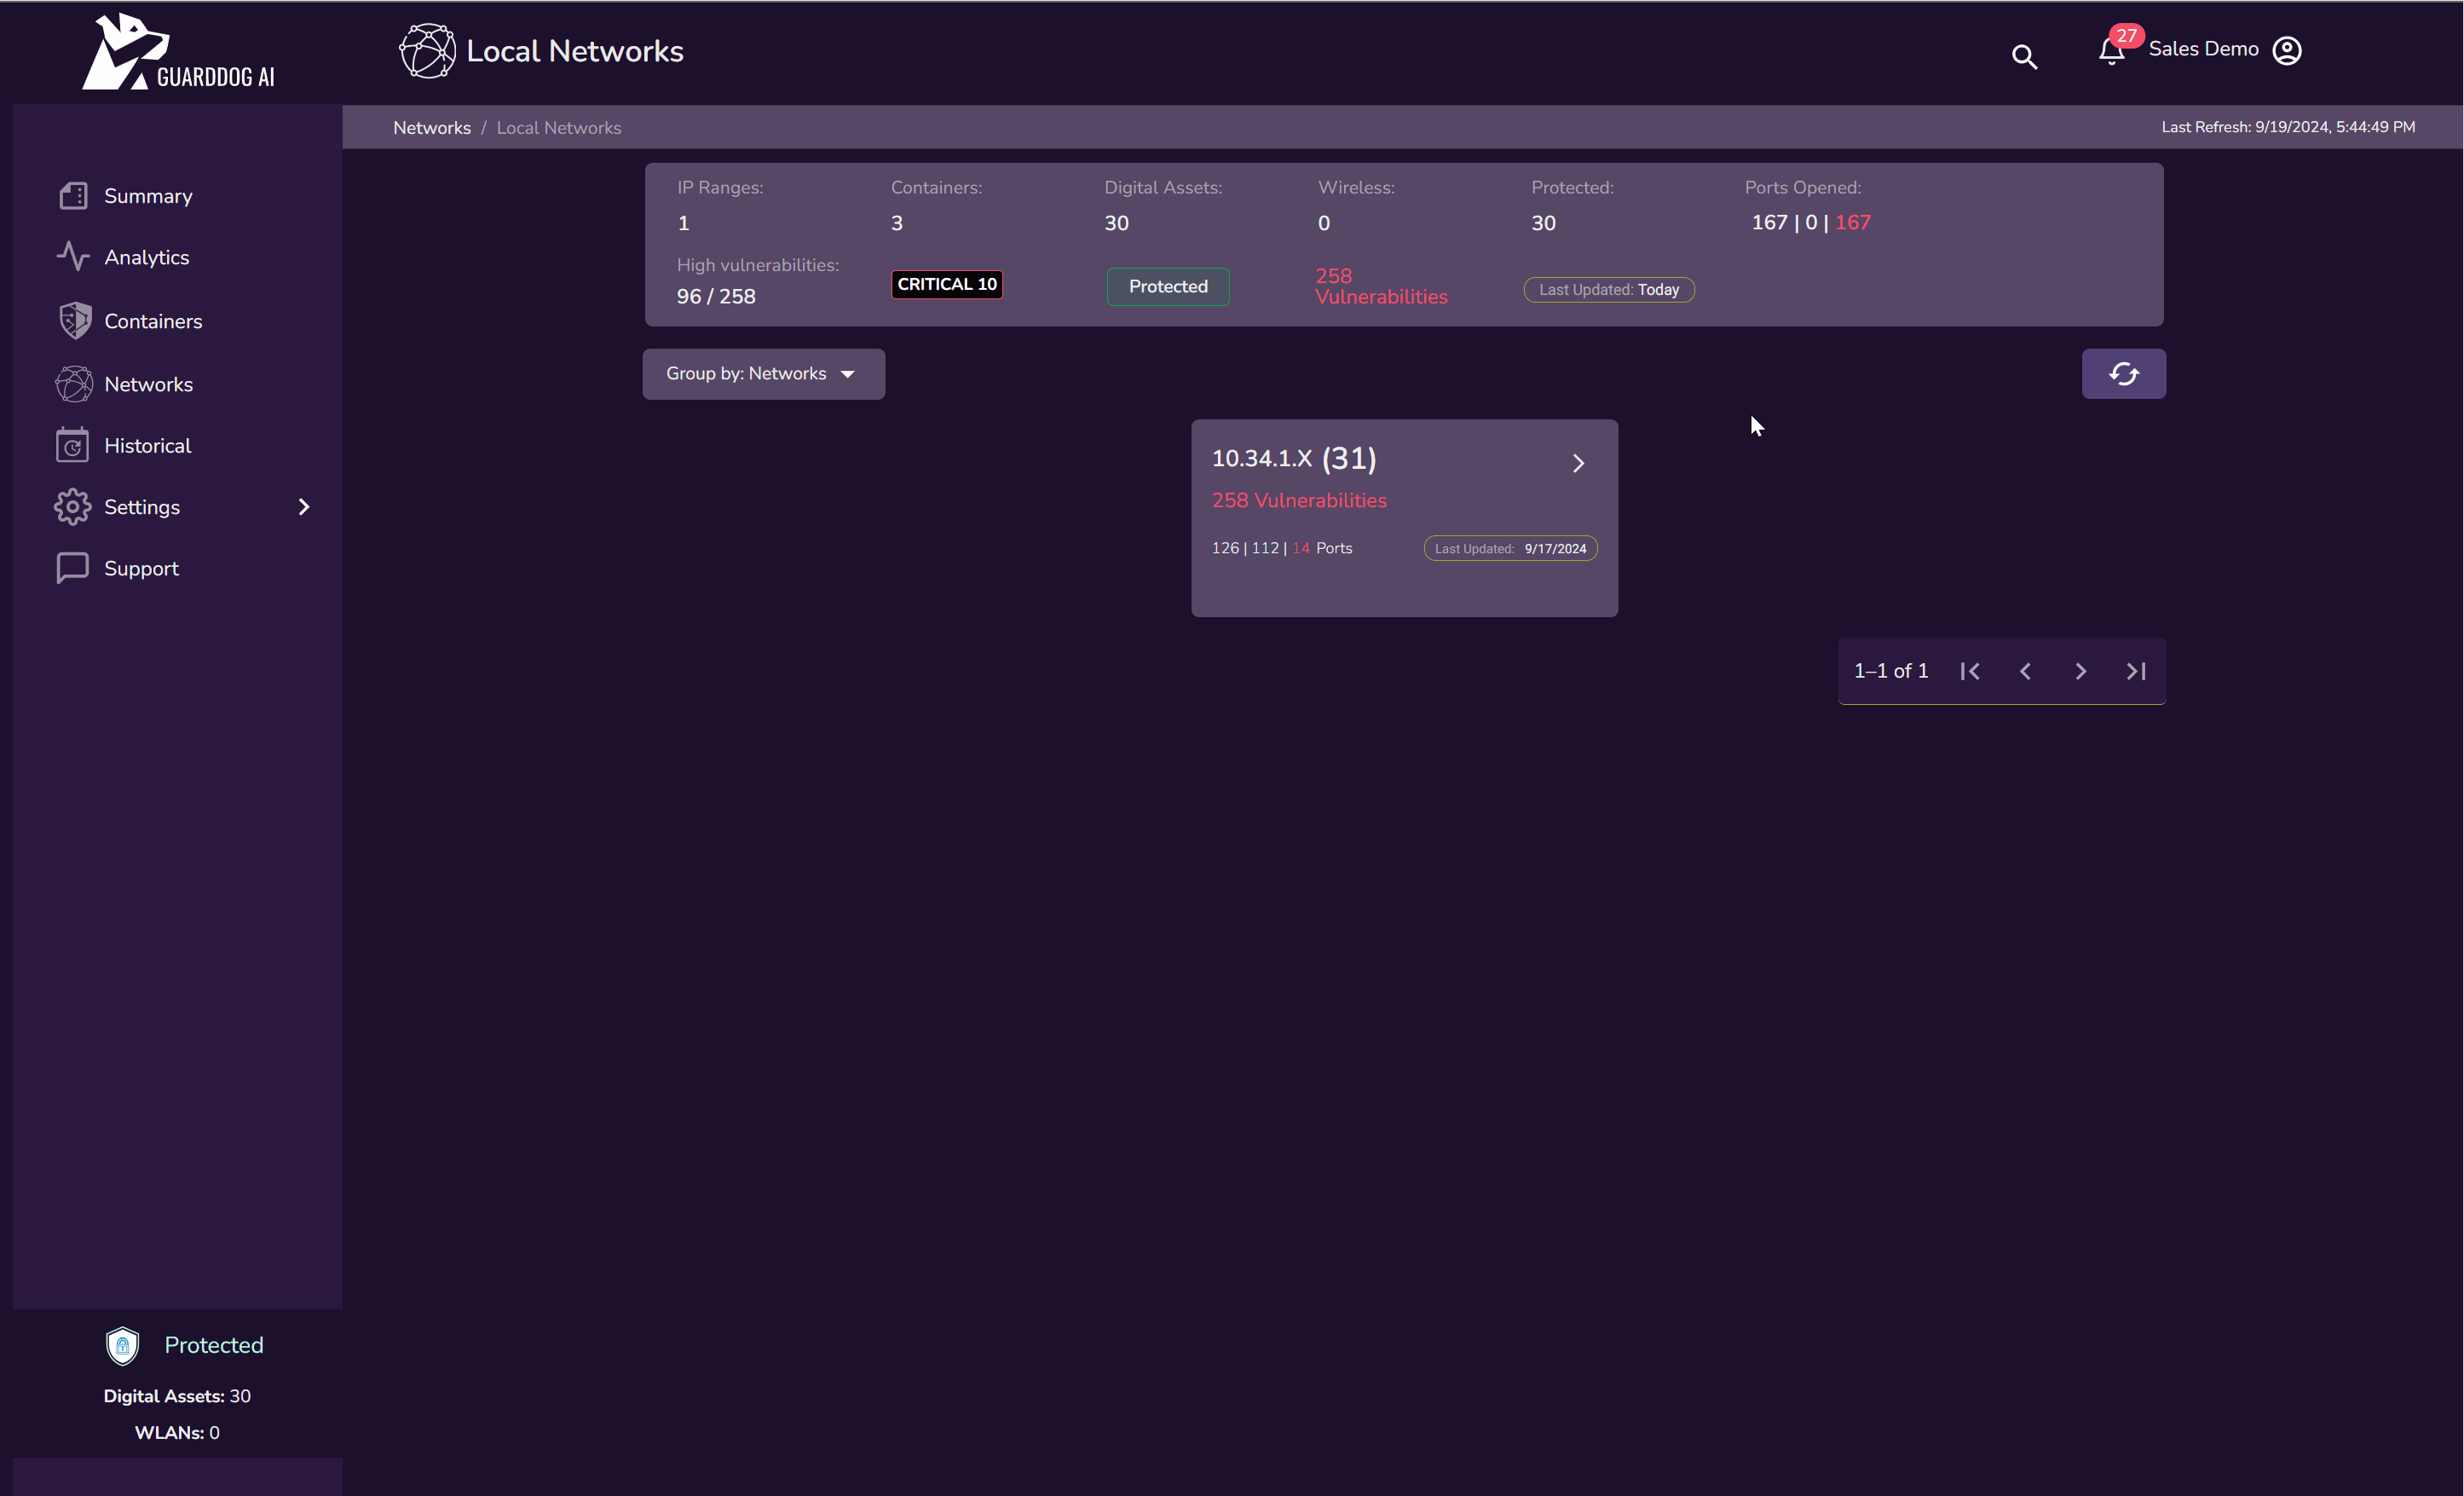 GUARDDOG AI
Local Networks
27
Sales Demo
Networks / Local Networks
Last Refresh: 9/19/2024, 5:44:49 PM
Summary
Analytics
Containers
Networks
Historical
Settings
Support
IP Ranges:
1
Containers:
3
Digital Assets:
30
Wireless:
0
Protected:
30
Ports Opened:
167 | 0 | 167
High vulnerabilities:
96 / 258
CRITICAL 10
Protected
258
Vulnerabilities
Last Updated: Today
Group by: Networks
10.34.1.X (31)
258 Vulnerabilities
126 | 112 | 14 Ports
Last Updated: 9/17/2024
1–1 of 1
Protected
Digital Assets: 30
WLANs: 0